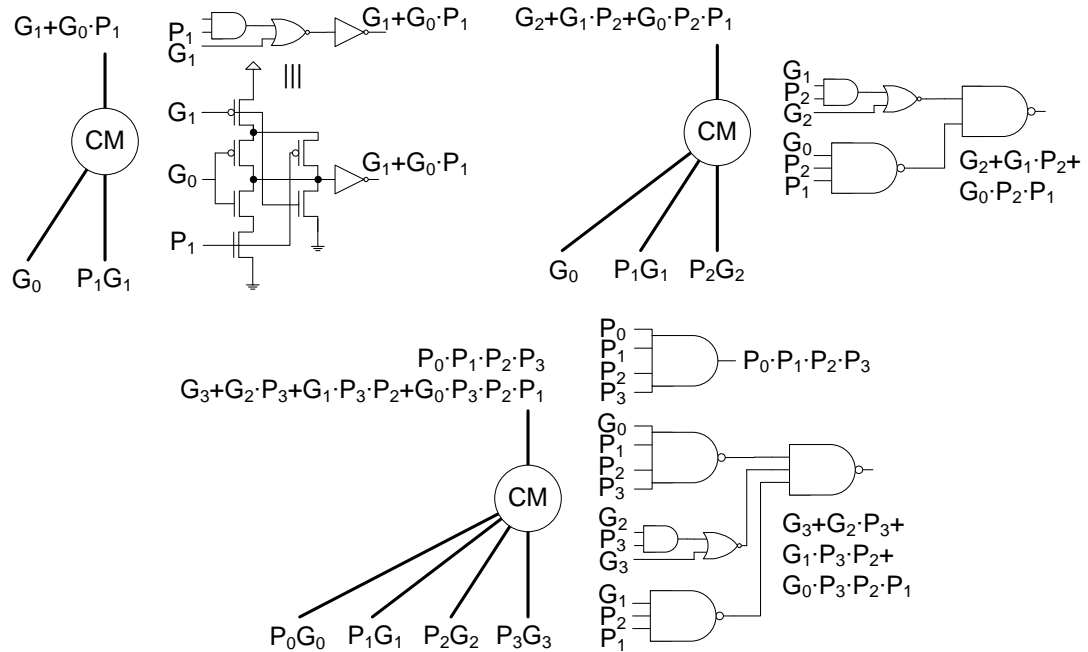 G₁+G₀·P₁
CM
G₀
P₁G₁
P₁
G₁
G₁+G₀·P₁
|||
G₁
G₀
P₁
G₁+G₀·P₁
G₂+G₁·P₂+G₀·P₂·P₁
CM
G₀
P₁G₁
P₂G₂
G₁
P₂
G₂
G₀
P₂
P₁
G₂+G₁·P₂+
G₀·P₂·P₁
P₀·P₁·P₂·P₃
G₃+G₂·P₃+G₁·P₃·P₂+G₀·P₃·P₂·P₁
CM
P₀G₀
P₁G₁
P₂G₂
P₃G₃
P₀
P₁
P₂
P₃
P₀·P₁·P₂·P₃
G₀
P₁
P₂
P₃
G₂
P₃
G₃
G₁
P₂
P₁
G₃+G₂·P₃+
G₁·P₃·P₂+
G₀·P₃·P₂·P₁